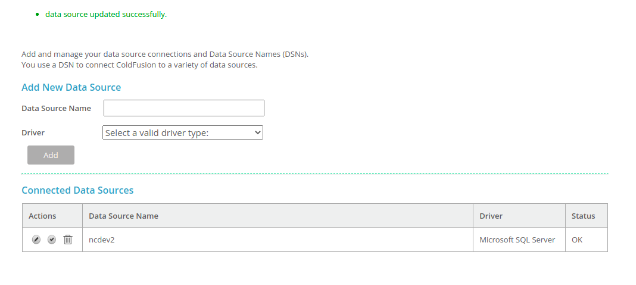 data source updated successfully.
Add and manage your data source connections and Data Source Names (DSNs).
You use a DSN to connect ColdFusion to a variety of data sources.
Add New Data Source
Data Source Name
Driver Select a valid driver type:
Add
Connected Data Sources
Actions Data Source Name Driver Status
ncdev2 Microsoft SQL Server OK